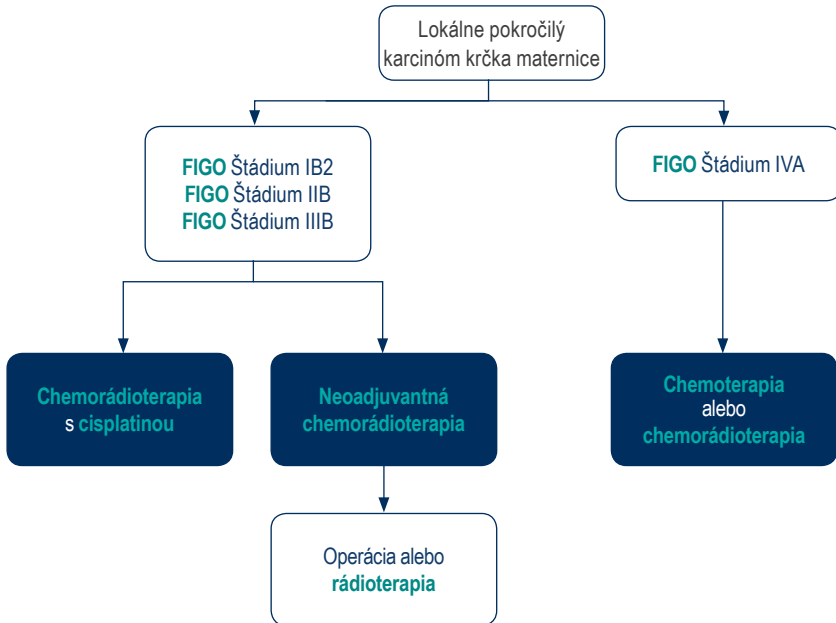 Lokálne pokročilý
karcinóm krčka maternice
FIGO Štádium IB2
FIGO Štádium IIB
FIGO Štádium IIIB
FIGO Štádium IVA
Chemorádioterapia
s cisplatinou
Neoadjuvantná
chemorádioterapia
Chemoterapia
alebo
chemorádioterapia
Operácia alebo
rádioterapia